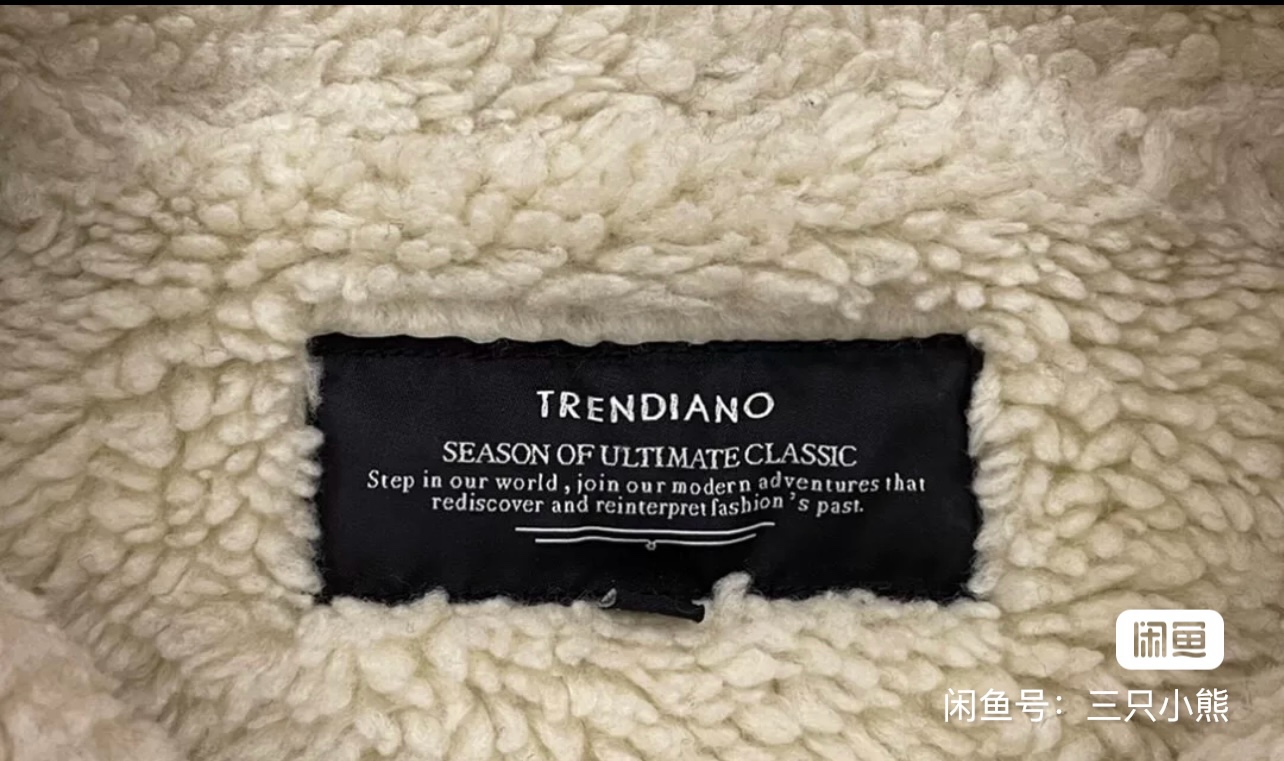 TRENDIANO
SEASON OF ULTIMATE CLASSIC
Step in our world , join our modern adventures that
rediscover and reinterpret fashion ’s past.
闲鱼
闲鱼号：三只小熊